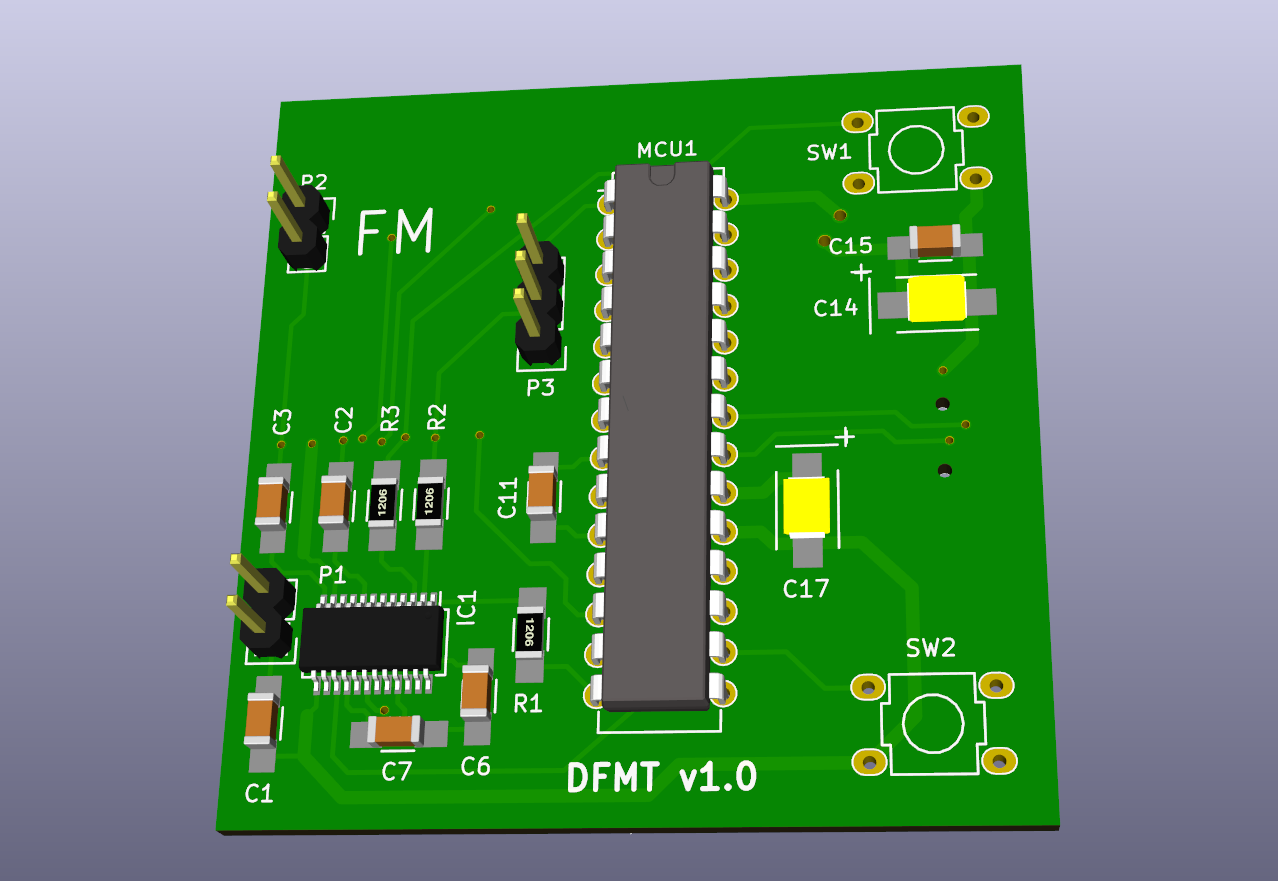 MCU1
SW1
P2
FM
C15
+
C14
P3
C3
C2
R3
R2
+
1206
1206
C11
P1
C17
IC1
1206
SW2
R1
C6
C7
C1
DFMT v1.0